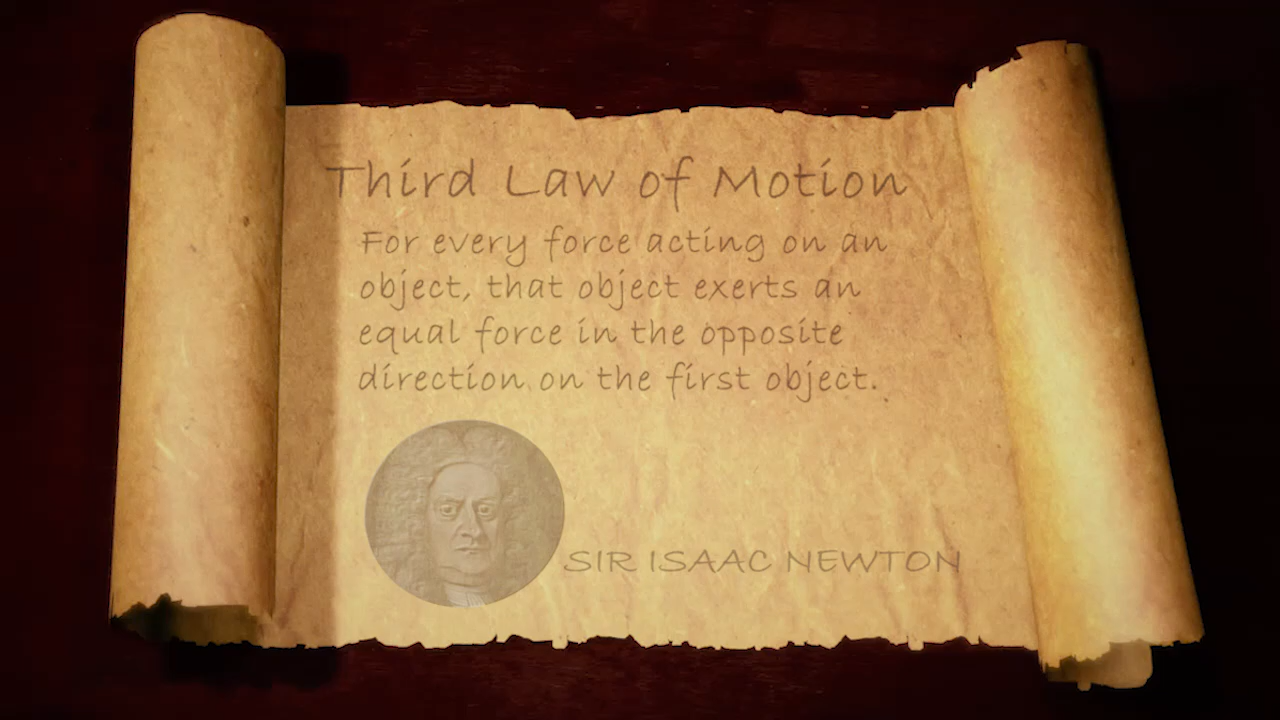 Third Law of Motion
For every force acting on an
object, that object exerts an
equal force in the opposite
direction on the first object.
SIR ISAAC NEWTON